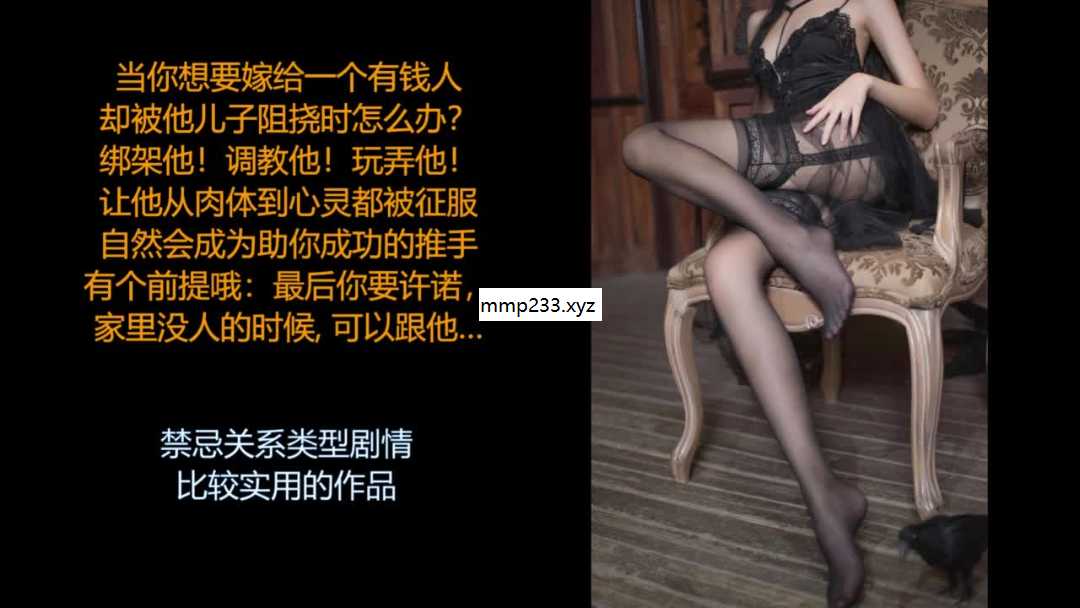 当你想要嫁给一个有钱人
却被他儿子阻挠时怎么办？
绑架他！调教他！玩弄他！
让他从肉体到心灵都被征服
自然会成为助你成功的推手
有个前提哦：最后你要许诺，
家里没人的时候, 可以跟他...
mmp233.xyz
禁忌关系类型剧情
比较实用的作品